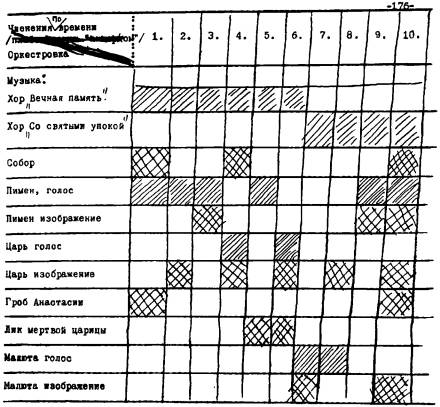 -176-
по
Членения времени
/ 1. 2. 3. 4. 5. 6. 7. 8. 9. 10.
Оркестровка
Музыка:
Хор "Вечная память"
Хор "Со святыми упокой"
Собор
Пимен, голос
Пимен изображение
Царь голос
Царь изображение
Гроб Анастасии
Лик мертвой царицы
Малюта голос
Малюта изображение